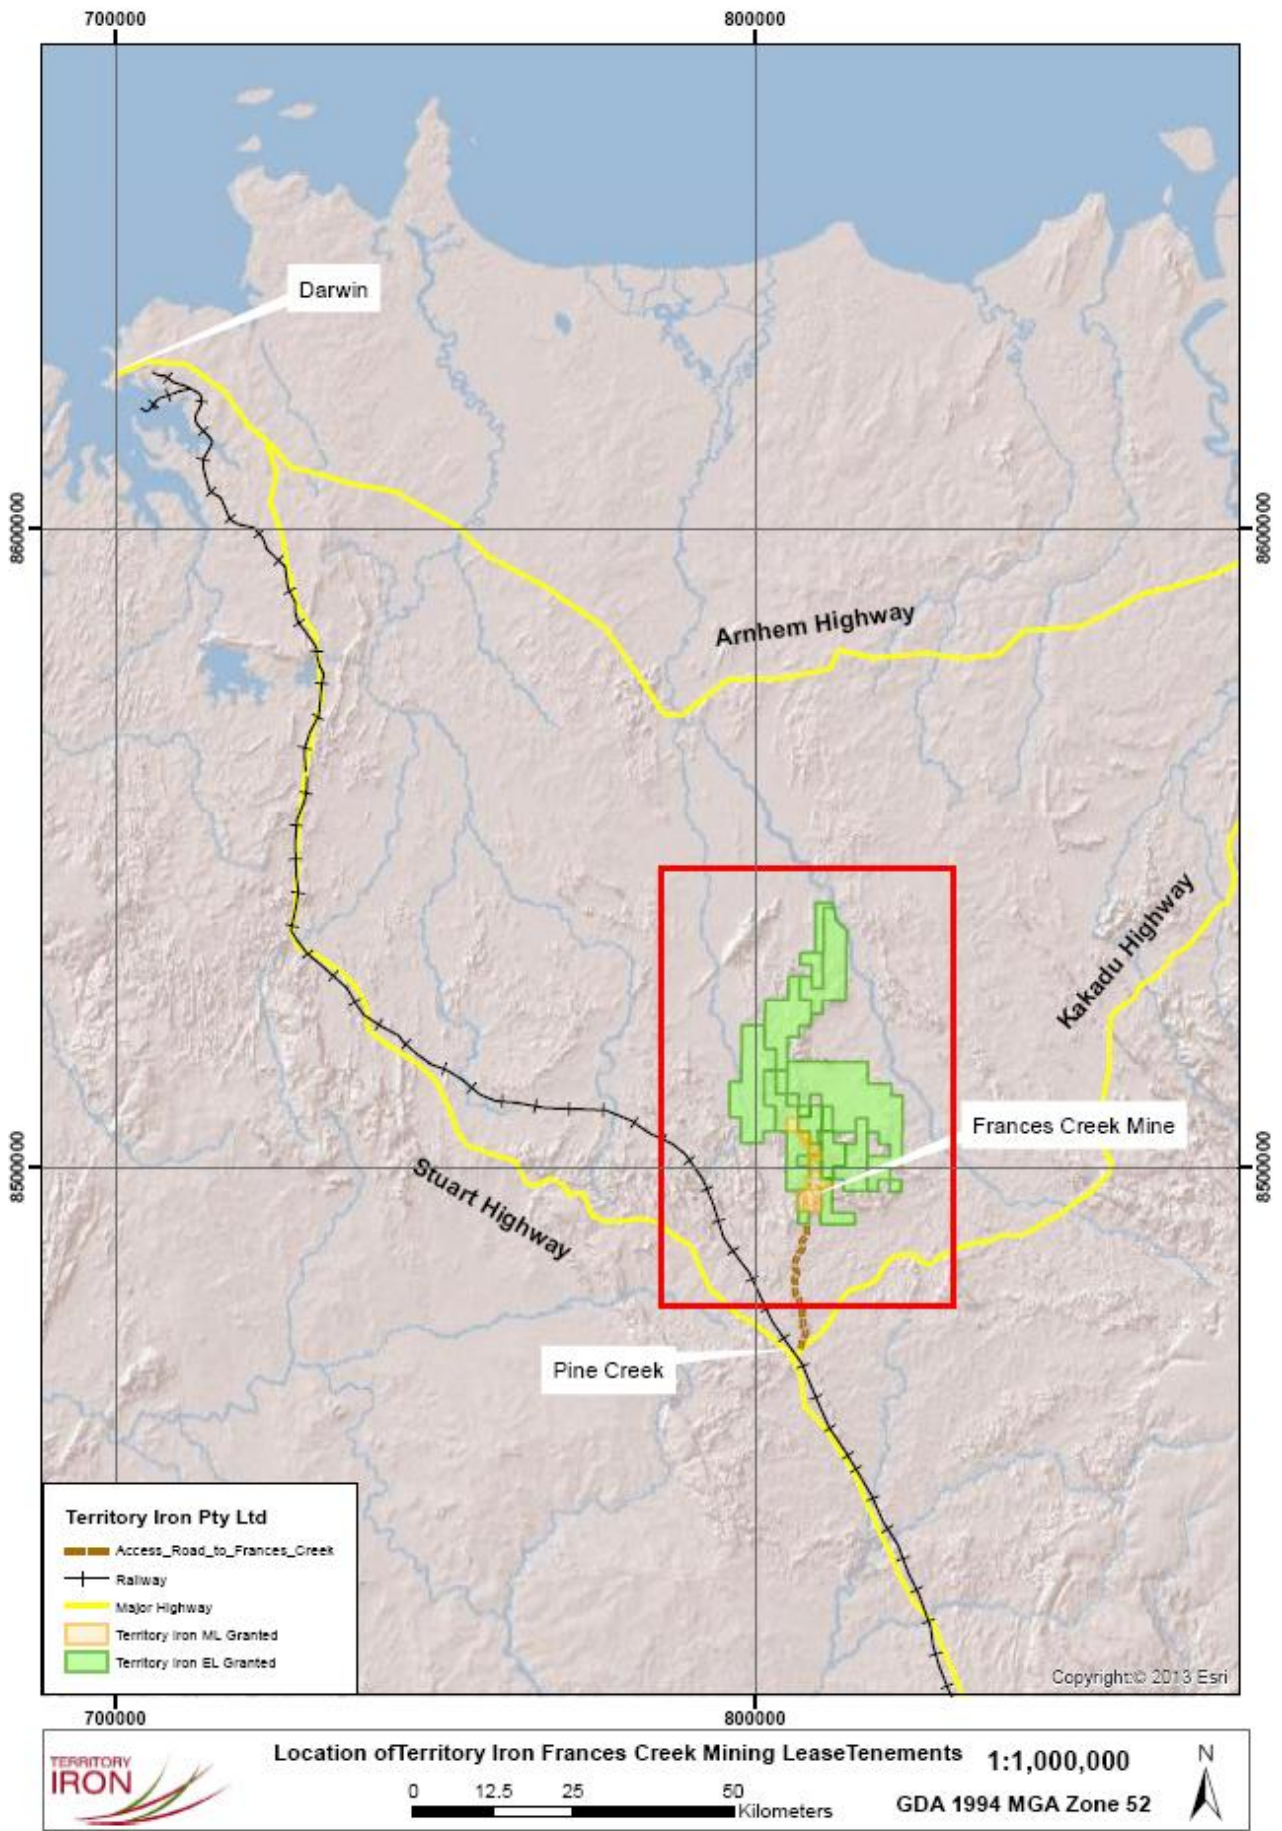 700000
800000
Darwin
8600000
8600000
Arnhem Highway
Kakadu Highway
Frances Creek Mine
8500000
8500000
Stuart Highway
Pine Creek
Territory Iron Pty Ltd
Access_Road_to_Frances_Creek
Railway
Major Highway
Territory Iron ML Granted
Territory Iron EL Granted
Copyright:© 2013 Esri
700000
800000
TERRITORY
IRON
Location ofTerritory Iron Frances Creek Mining LeaseTenements
1:1,000,000
N
0 12.5 25 50
Kilometers
GDA 1994 MGA Zone 52